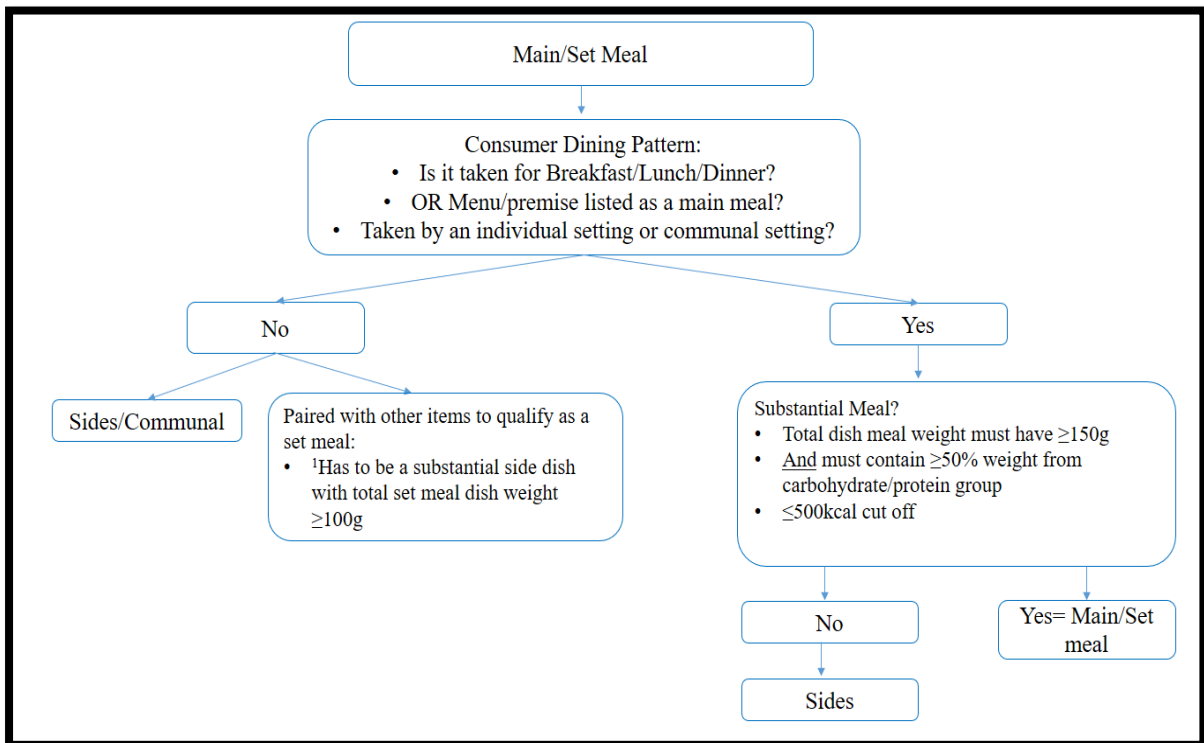 Main/Set Meal
Consumer Dining Pattern:
• Is it taken for Breakfast/Lunch/Dinner?
• OR Menu/premise listed as a main meal?
• Taken by an individual setting or communal setting?
No
Yes
Sides/Communal
Paired with other items to qualify as a
set meal:
• ¹Has to be a substantial side dish
with total set meal dish weight
≥100g
Substantial Meal?
• Total dish meal weight must have ≥150g
• And must contain ≥50% weight from
carbohydrate/protein group
• ≤500kcal cut off
No
Yes= Main/Set
meal
Sides